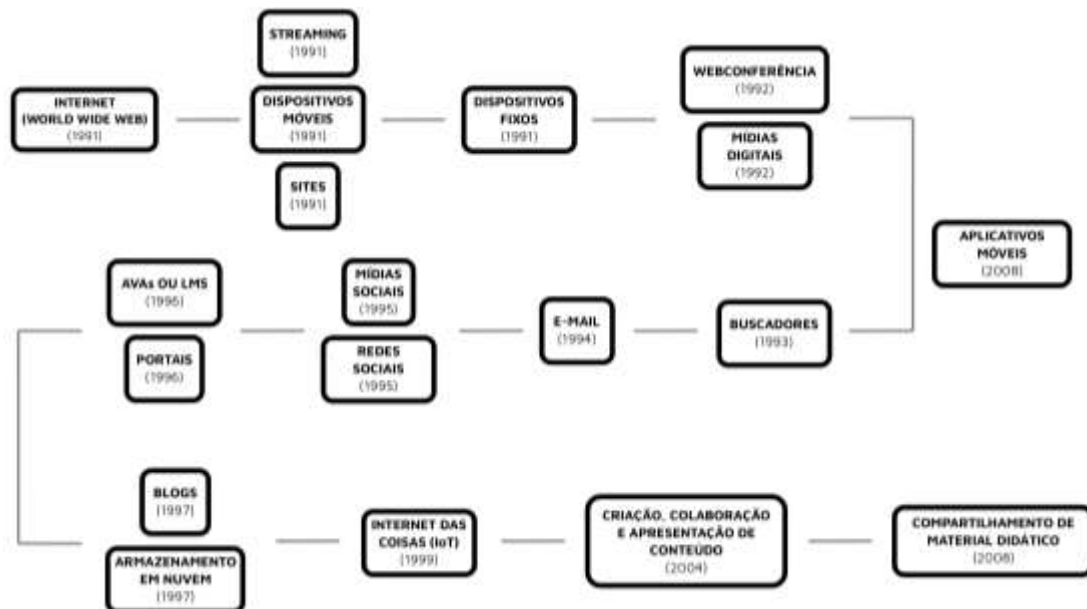 STREAMING
(1991)
INTERNET
(WORLD WIDE WEB)
(1991)
DISPOSITIVOS
MÓVEIS
(1991)
SITES
(1991)
DISPOSITIVOS
FIXOS
(1991)
WEBCONFERÊNCIA
(1992)
MÍDIAS
DIGITAIS
(1992)
APLICATIVOS
MÓVEIS
(2008)
BUSCADORES
(1993)
E-MAIL
(1994)
MÍDIAS
SOCIAIS
(1995)
REDES
SOCIAIS
(1995)
AVAs OU LMS
(1996)
PORTAIS
(1996)
BLOGS
(1997)
ARMAZENAMENTO
EM NUVEM
(1997)
INTERNET DAS
COISAS (IoT)
(1999)
CRIAÇÃO, COLABORAÇÃO
E APRESENTAÇÃO DE
CONTEÚDO
(2004)
COMPARTILHAMENTO DE
MATERIAL DIDÁTICO
(2008)